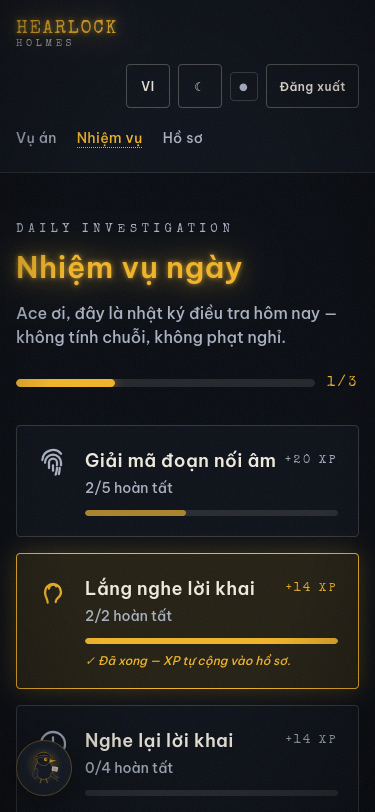 HEARLOCK
HOLMES
VI
Đăng xuất
Vụ án Nhiệm vụ Hồ sơ
DAILY INVESTIGATION
Nhiệm vụ ngày
Ace ơi, đây là nhật ký điều tra hôm nay —
không tính chuỗi, không phạt nghỉ.
1/3
Giải mã đoạn nối âm +20 XP
2/5 hoàn tất
Lắng nghe lời khai +14 XP
2/2 hoàn tất
✓ Đã xong — XP tự cộng vào hồ sơ.
Nghe lại lời khai +14 XP
0/4 hoàn tất